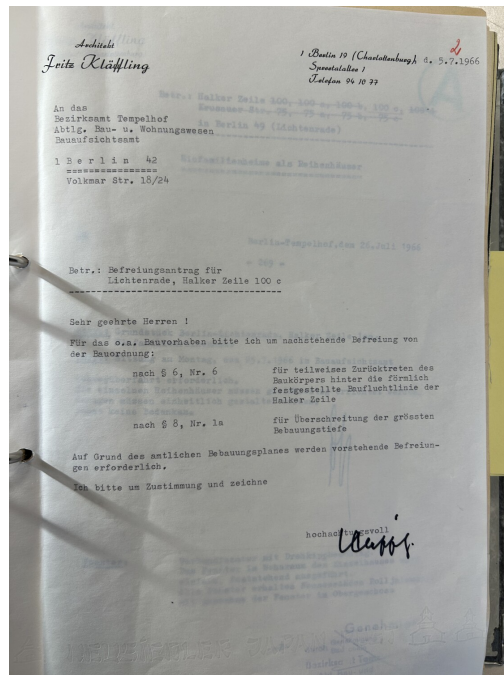 Architekt
Fritz Kläffling
1 Berlin 19 (Charlottenburg), d. 5.7.1966
2
Spreetalallee 1
Telefon 94 10 77
An das
Bezirksamt Tempelhof
Abtlg. Bau- u. Wohnungswesen
Bauaufsichtsamt
1 Berlin 42
Volkmar Str. 18/24
Betr.: Befreiungsantrag für
Lichtenrade, Halker Zeile 100 c
Sehr geehrte Herren !
Für das o.a. Bauvorhaben bitte ich um nachstehende Befreiung von
der Bauordnung:
nach § 6, Nr. 6 für teilweises Zurücktreten des
Baukörpers hinter die förmlich
festgestellte Baufluchtlinie der
Halker Zeile
nach § 8, Nr. 1a für Überschreitung der grössten
Bebauungstiefe
Auf Grund des amtlichen Bebauungsplanes werden vorstehende Befreiun-
gen erforderlich.
Ich bitte um Zustimmung und zeichne
hochachtungsvoll